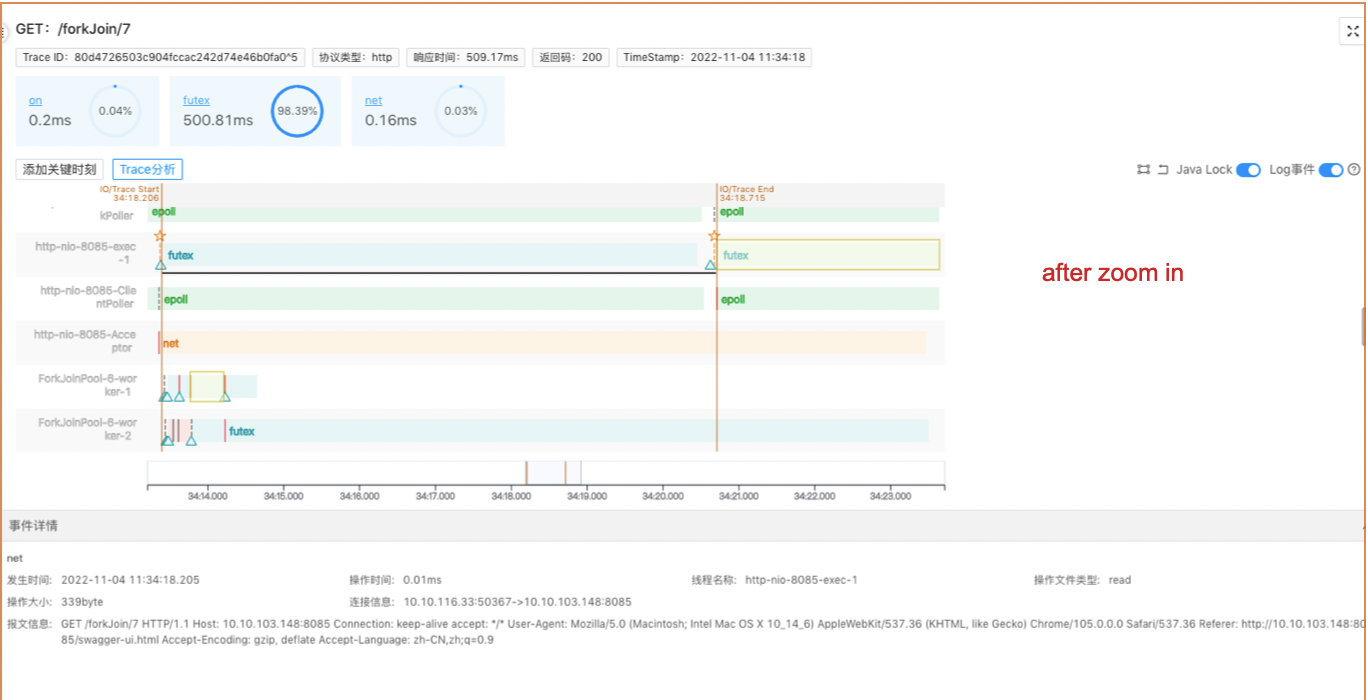 GET：/forkJoin/7
Trace ID：80d4726503c904fccac242d74e46b0fa0^5 协议类型：http 响应时间：509.17ms 返回码：200 TimeStamp：2022-11-04 11:34:18
on
0.2ms
0.04%
futex
500.81ms
98.39%
net
0.16ms
0.03%
添加关键时刻 Trace分析
Java Lock Log事件
IO/Trace Start
34:18.206
IO/Trace End
34:18.715
kPoller
epoll epoll
http-nio-8085-exec
-1
futex futex
after zoom in
http-nio-8085-Clie
ntPoller
epoll epoll
http-nio-8085-Acce
ptor
net
ForkJoinPool-6-wor
ker-1
ForkJoinPool-6-wor
ker-2
futex
34:14.000 34:15.000 34:16.000 34:17.000 34:18.000 34:19.000 34:20.000 34:21.000 34:22.000 34:23.000
事件详情
net
发生时间: 2022-11-04 11:34:18.205 操作时间: 0.01ms 线程名称: http-nio-8085-exec-1 操作文件类型: read
操作大小: 339byte 连接信息: 10.10.116.33:50367->10.10.103.148:8085
报文信息: GET /forkJoin/7 HTTP/1.1 Host: 10.10.103.148:8085 Connection: keep-alive accept: */* User-Agent: Mozilla/5.0 (Macintosh; Intel Mac OS X 10_14_6) AppleWebKit/537.36 (KHTML, like Gecko) Chrome/105.0.0.0 Safari/537.36 Referer: http://10.10.103.148:80
85/swagger-ui.html Accept-Encoding: gzip, deflate Accept-Language: zh-CN,zh;q=0.9